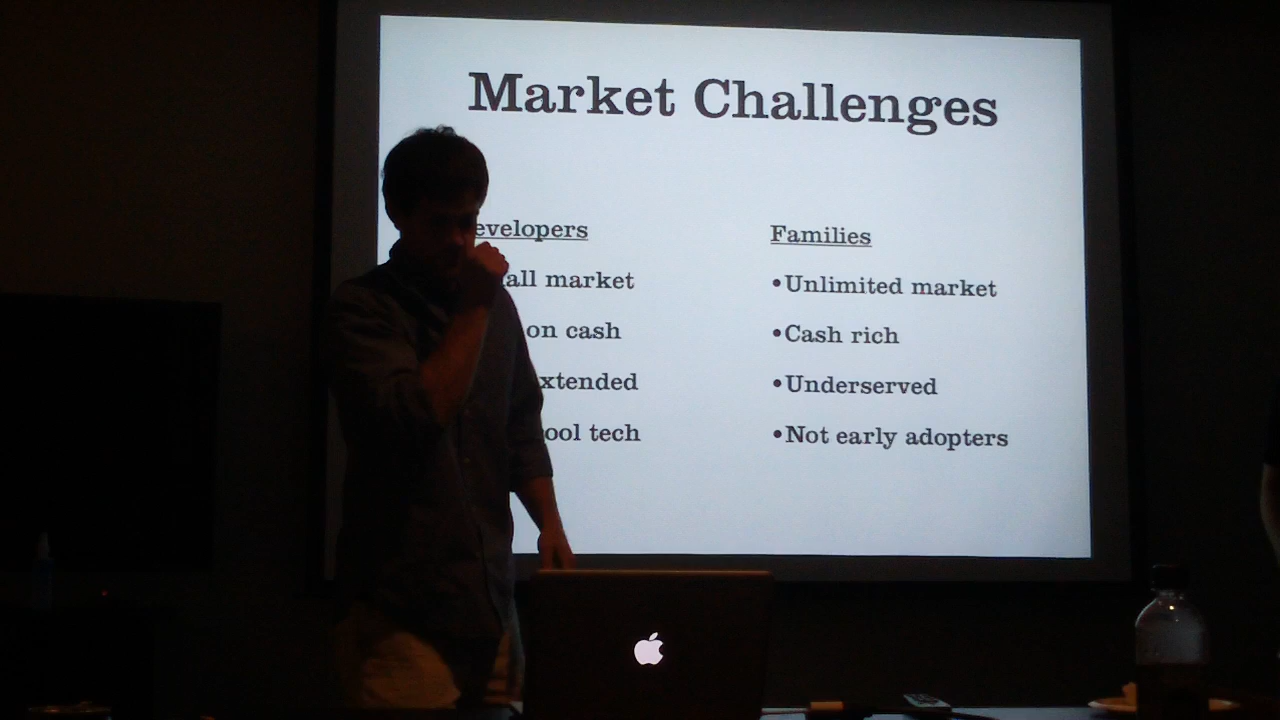 Market Challenges
evelopers
all market
on cash
xtended
ool tech
Families
•Unlimited market
•Cash rich
•Underserved
•Not early adopters